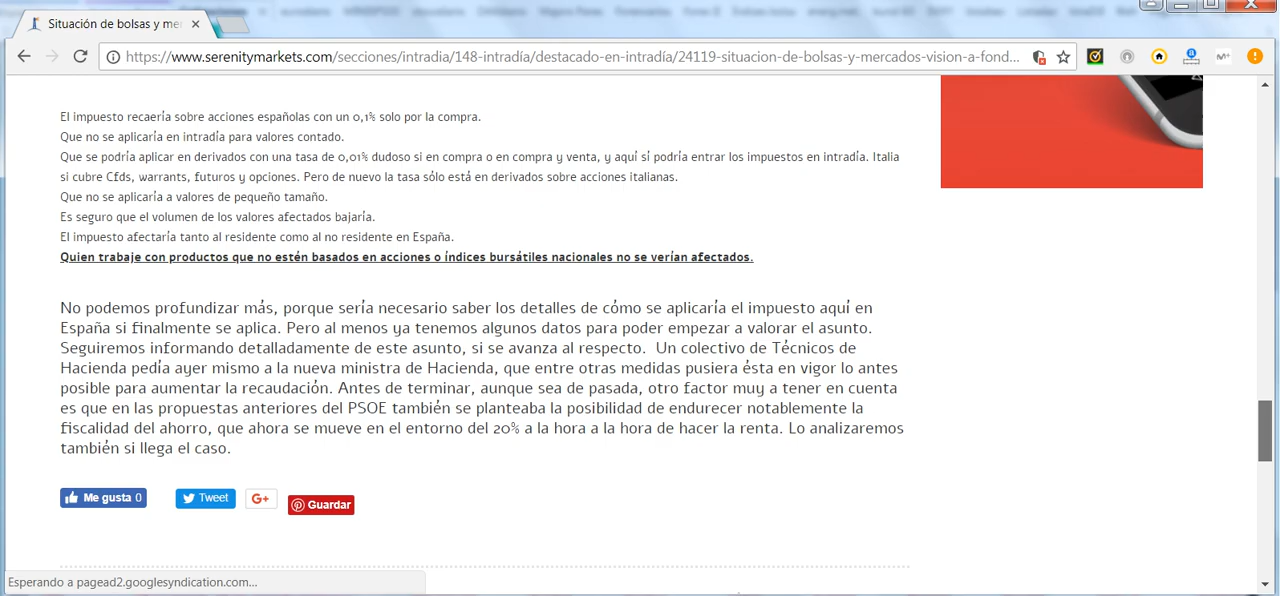 Situación de bolsas y me
https://www.serenitymarkets.com/secciones/intradia/148-intradía/destacado-en-intradía/24119-situacion-de-bolsas-y-mercados-vision-a-fond...
El impuesto recaería sobre acciones españolas con un 0,1% solo por la compra.
Que no se aplicaría en intradía para valores contado.
Que se podría aplicar en derivados con una tasa de 0,01% dudoso si en compra o en compra y venta, y aquí sí podría entrar los impuestos en intradía. Italia
si cubre Cfds, warrants, futuros y opciones. Pero de nuevo la tasa sólo está en derivados sobre acciones italianas.
Que no se aplicaría a valores de pequeño tamaño.
Es seguro que el volumen de los valores afectados bajaría.
El impuesto afectaría tanto al residente como al no residente en España.
Quien trabaje con productos que no estén basados en acciones o índices bursátiles nacionales no se verían afectados.
No podemos profundizar más, porque sería necesario saber los detalles de cómo se aplicaría el impuesto aquí en
España si finalmente se aplica. Pero al menos ya tenemos algunos datos para poder empezar a valorar el asunto.
Seguiremos informando detalladamente de este asunto, si se avanza al respecto.  Un colectivo de Técnicos de
Hacienda pedía ayer mismo a la nueva ministra de Hacienda, que entre otras medidas pusiera ésta en vigor lo antes
posible para aumentar la recaudación. Antes de terminar, aunque sea de pasada, otro factor muy a tener en cuenta
es que en las propuestas anteriores del PSOE también se planteaba la posibilidad de endurecer notablemente la
fiscalidad del ahorro, que ahora se mueve en el entorno del 20% a la hora a la hora de hacer la renta. Lo analizaremos
también si llega el caso.
Me gusta 0 Tweet G+ Guardar
Esperando a pagead2.googlesyndication.com...